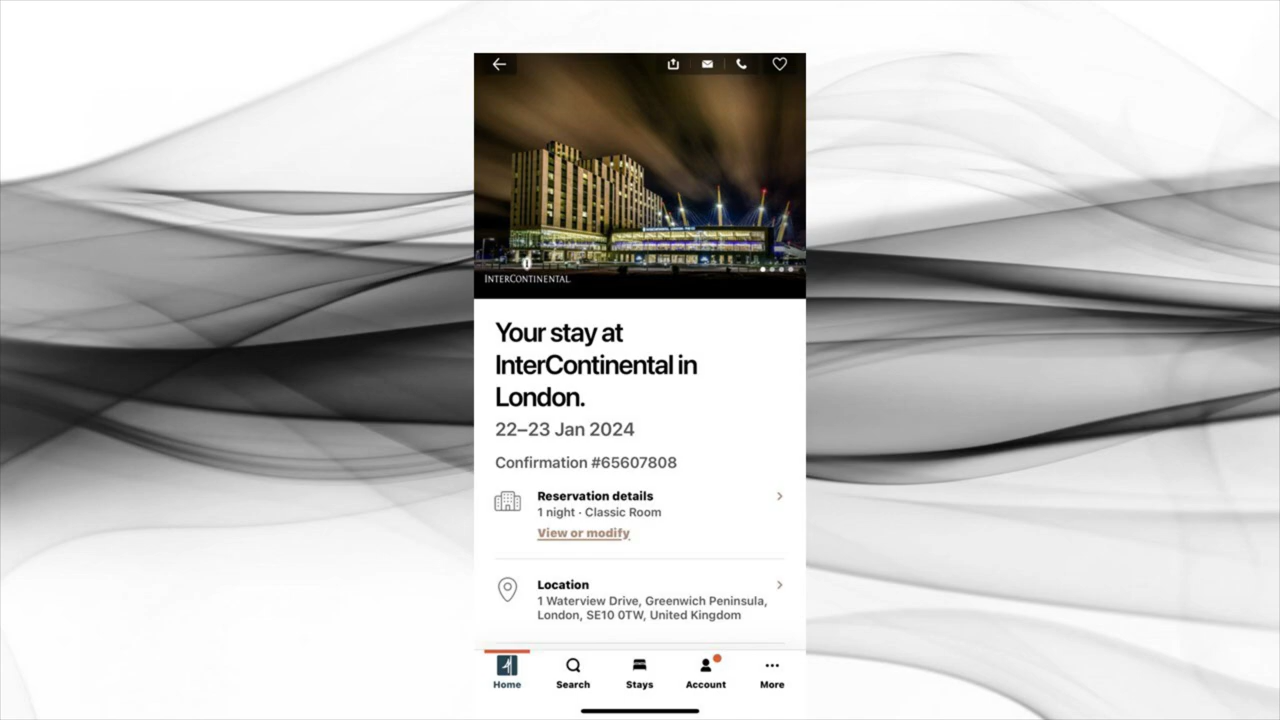 INTERCONTINENTAL
Your stay at
InterContinental in
London.
22–23 Jan 2024
Confirmation #65607808
Reservation details
1 night · Classic Room
View or modify
Location
1 Waterview Drive, Greenwich Peninsula,
London, SE10 0TW, United Kingdom
Home
Search
Stays
Account
More